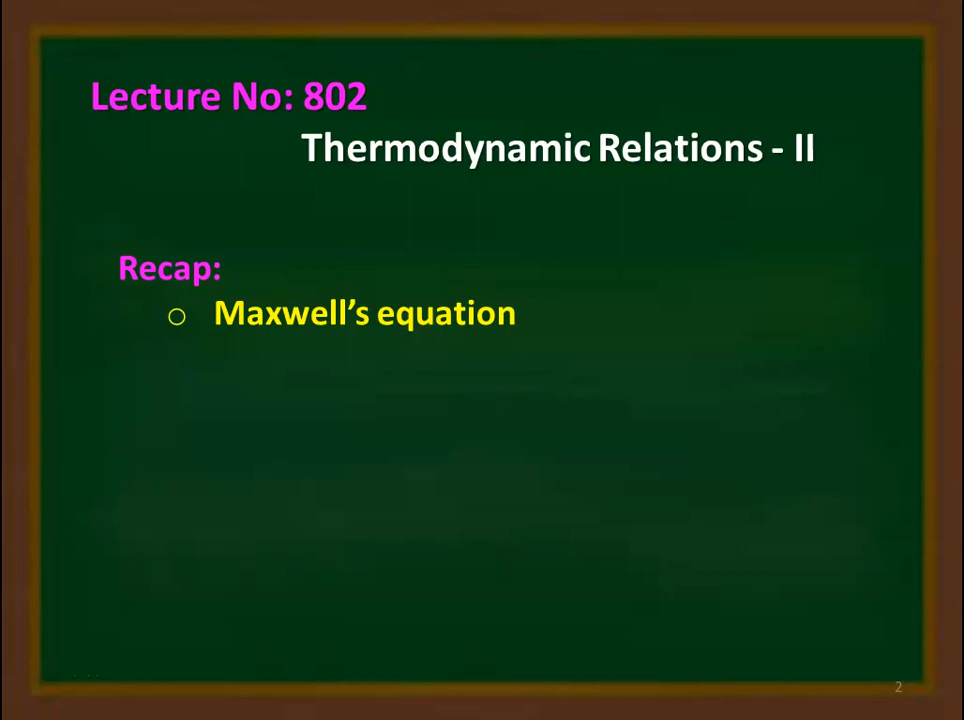 Lecture No: 802
Thermodynamic Relations - II
Recap:
○ Maxwell’s equation
2